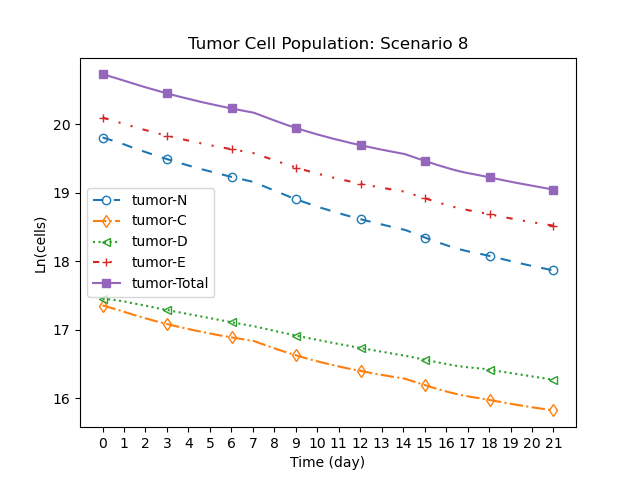 Tumor Cell Population: Scenario 8
Ln(cells)
20
19
18
17
16
tumor-N
tumor-C
tumor-D
tumor-E
tumor-Total
0 1 2 3 4 5 6 7 8 9 10 11 12 13 14 15 16 17 18 19 20 21
Time (day)